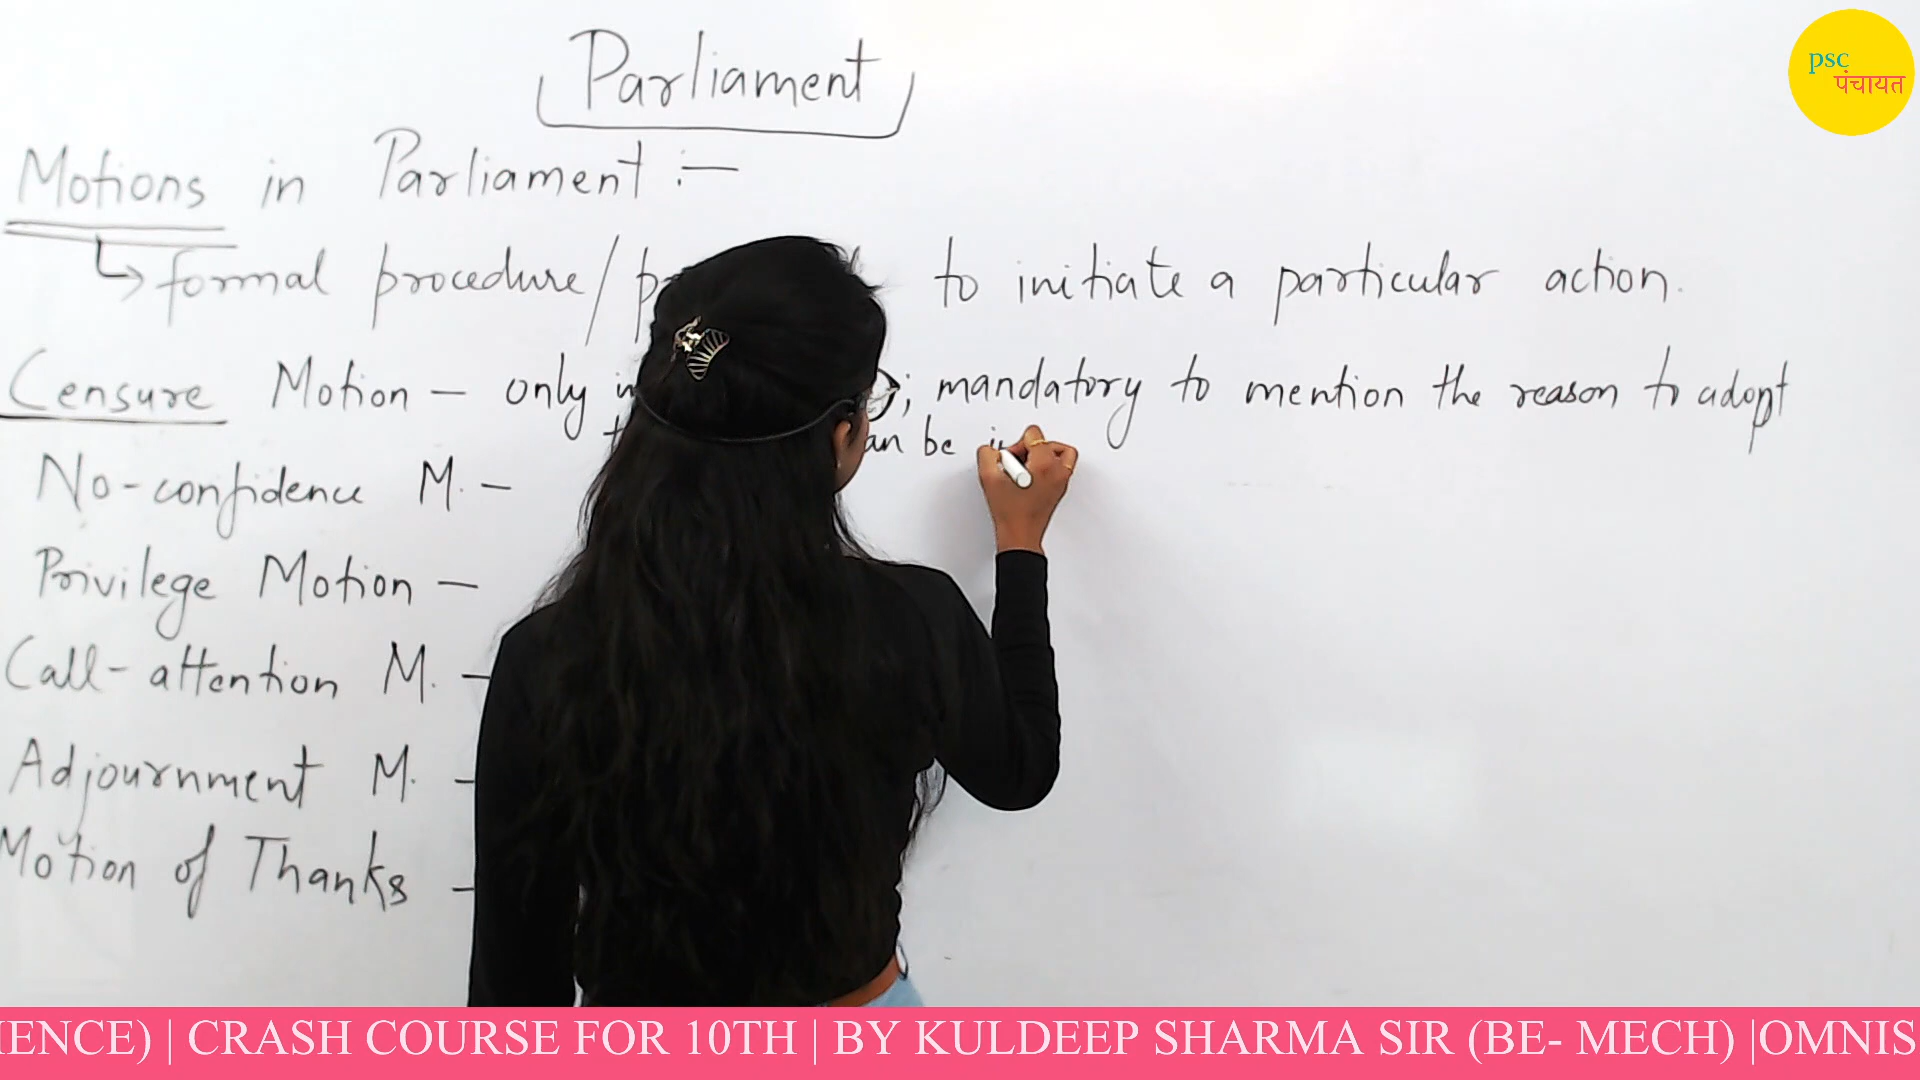 Parliament
psc
पंचायत
Motions in Parliament :-
↳ formal procedure/ to initiate a particular action.
Censure Motion - only ; mandatory to mention the reason to adopt
be
No-confidence M. -
Privilege Motion -
Call-attention M. -
Adjournment M. -
Motion of Thanks -
IENCE) | CRASH COURSE FOR 10TH | BY KULDEEP SHARMA SIR (BE- MECH) |OMNIS